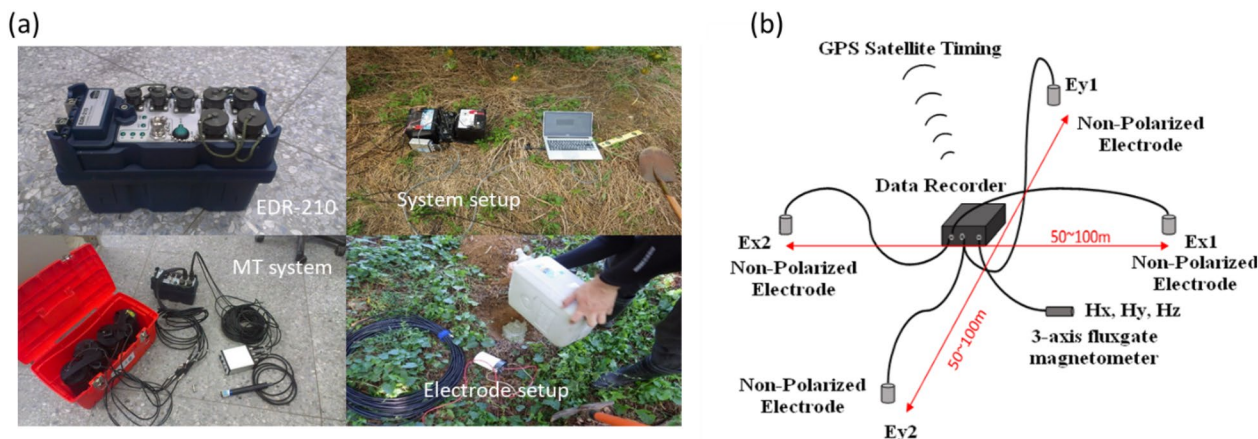 (a)
EDR-210
System setup
MT system
Electrode setup
(b)
GPS Satellite Timing
Ey1
Non-Polarized
Electrode
Data Recorder
Ex2
50~100m
Ex1
Non-Polarized
Electrode
Non-Polarized
Electrode
Hx, Hy, Hz
3-axis fluxgate
magnetometer
50~100m
Non-Polarized
Electrode
Ey2